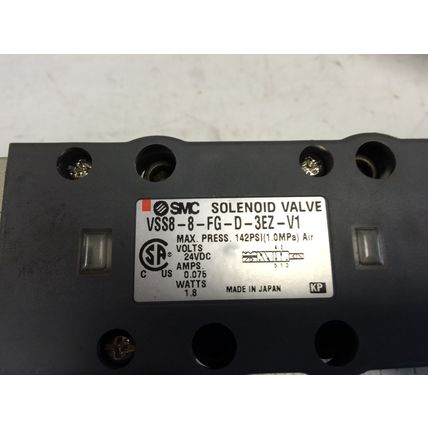 SMC SOLENOID VALVE
VSS8-8-FG-D-3EZ-V1
MAX. PRESS. 142PSI(1.0MPa) Air
VOLTS
24VDC
AMPS.
0.075
WATTS
1.8
C US
MADE IN JAPAN
KP